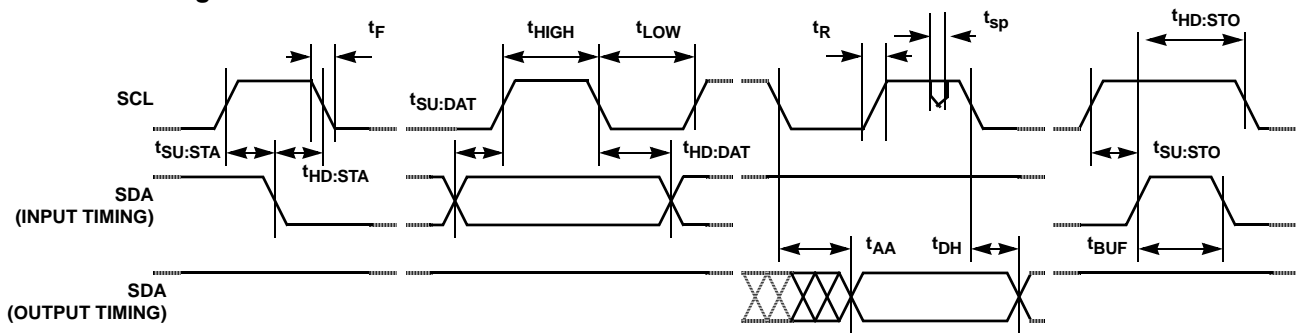 tF
tHIGH
tLOW
tR
tsp
tHD:STO
SCL
tSU:DAT
tSU:STA
tHD:STA
tHD:DAT
tSU:STO
SDA
(INPUT TIMING)
tAA
tDH
tBUF
SDA
(OUTPUT TIMING)